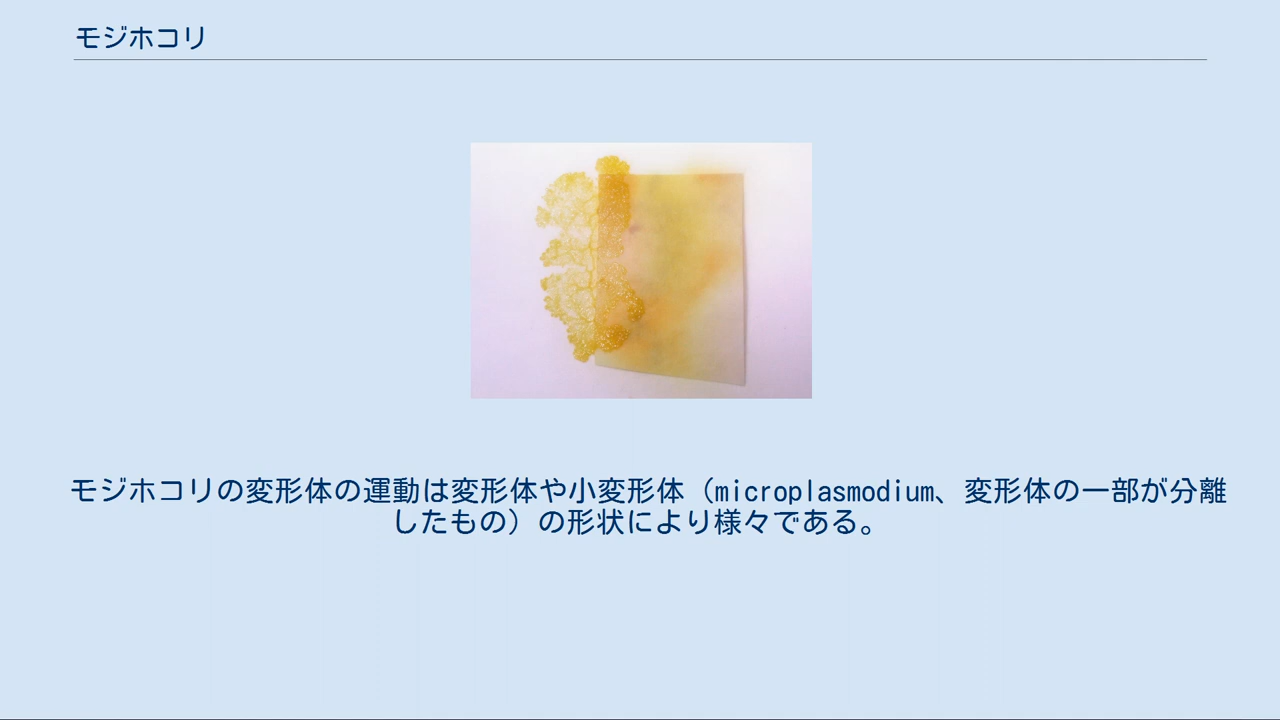 モジホコリ
モジホコリの変形体の運動は変形体や小変形体（microplasmodium、変形体の一部が分離
したもの）の形状により様々である。